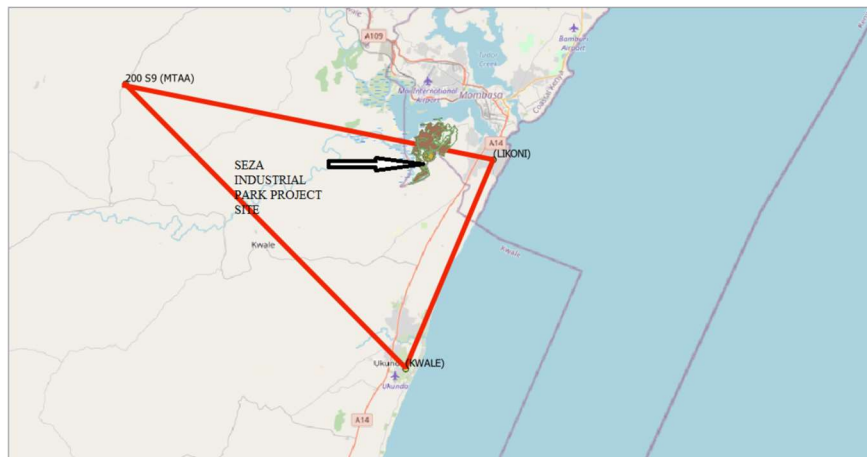 A109
Bamburi
Airport
Tudor
Creek
200 S9 (MTAA)
Moi International
Airport
Mombasa
A14
(LIKONI)
SEZA
INDUSTRIAL
PARK PROJECT
SITE
Kwale
Kwale
Ukunda
(KWALE)
Ukunda
A14